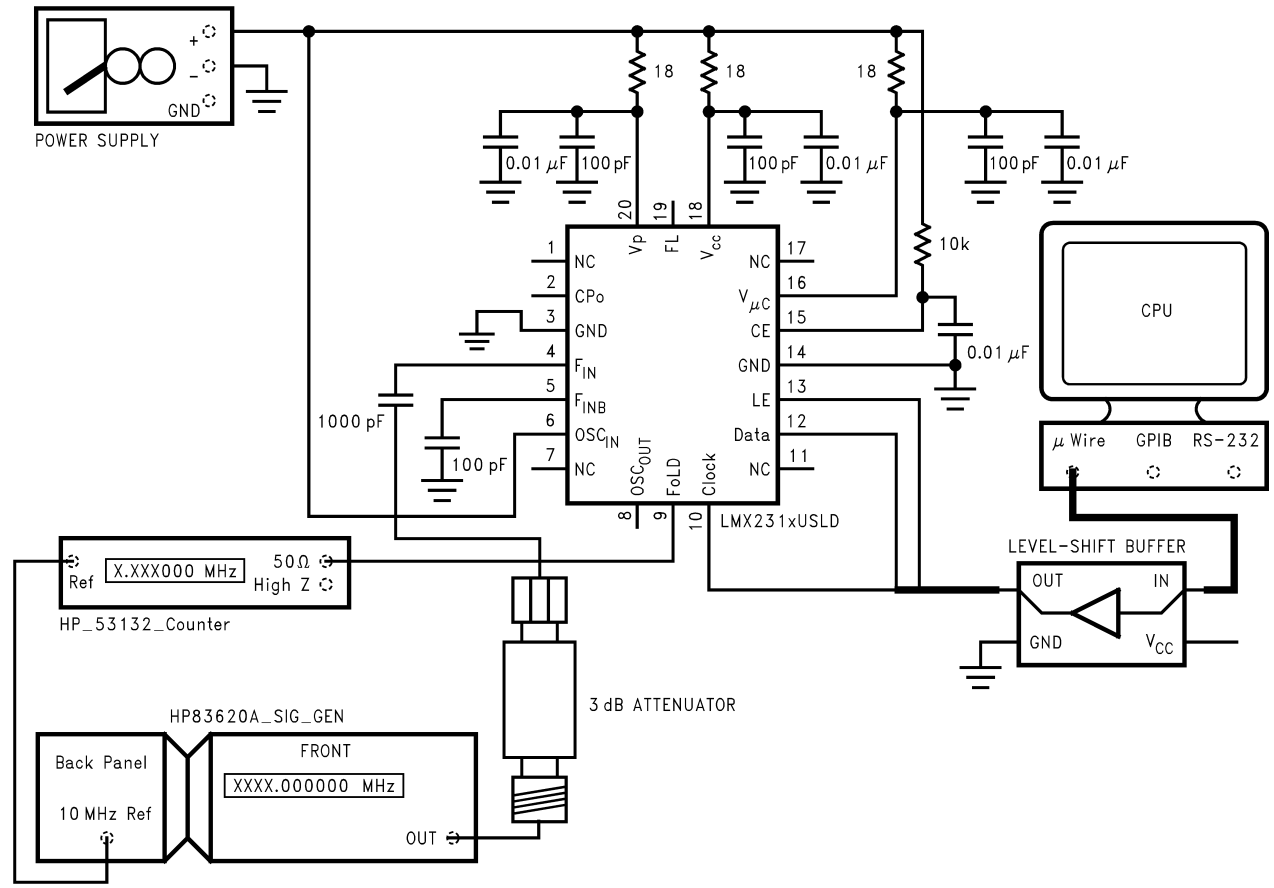 +
−
GND
POWER SUPPLY
18
18
18
0.01 µF
100 pF
100 pF
0.01 µF
100 pF
0.01 µF
20
19
18
Vp
FL
Vcc
1
NC
2
CPo
3
GND
4
FIN
5
FINB
6
OSCIN
7
NC
NC
17
VµC
16
CE
15
GND
14
LE
13
Data
12
NC
11
OSCOUT
FoLD
Clock
8
9
10
LMX231xUSLD
10k
0.01 µF
1000 pF
100 pF
CPU
µ Wire
GPIB
RS-232
LEVEL-SHIFT BUFFER
OUT
IN
GND
VCC
Ref
X.XXX000 MHz
50Ω
High Z
HP_53132_Counter
3 dB ATTENUATOR
HP83620A_SIG_GEN
Back Panel
10 MHz Ref
FRONT
XXXX.000000 MHz
OUT